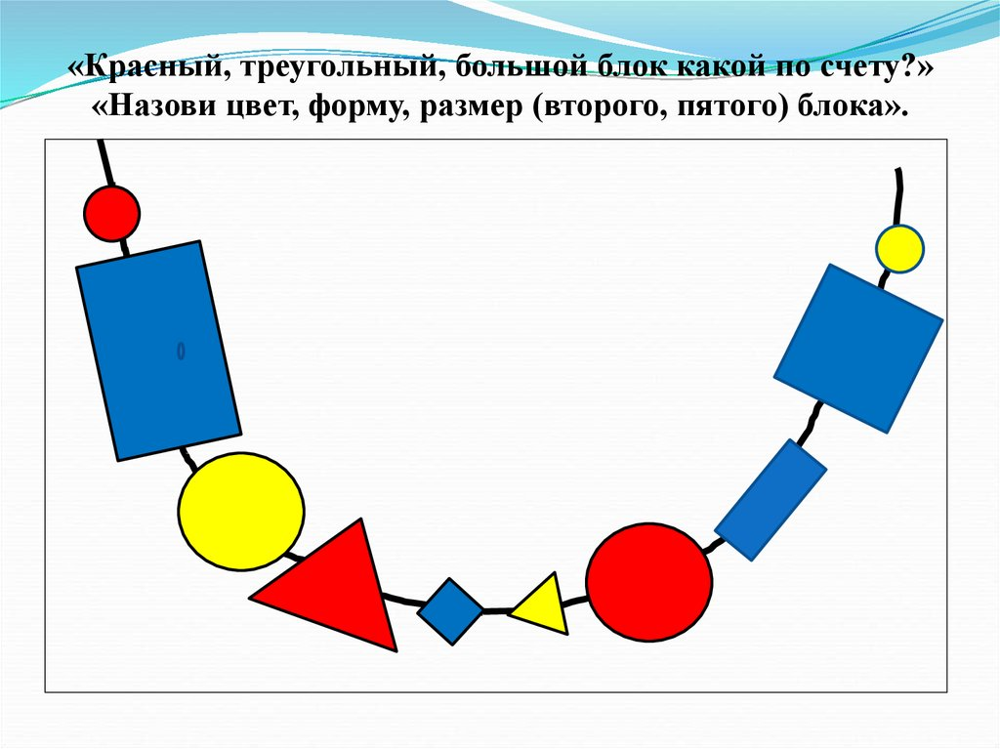 «Красный, треугольный, большой блок какой по счету?»
«Назови цвет, форму, размер (второго, пятого) блока».